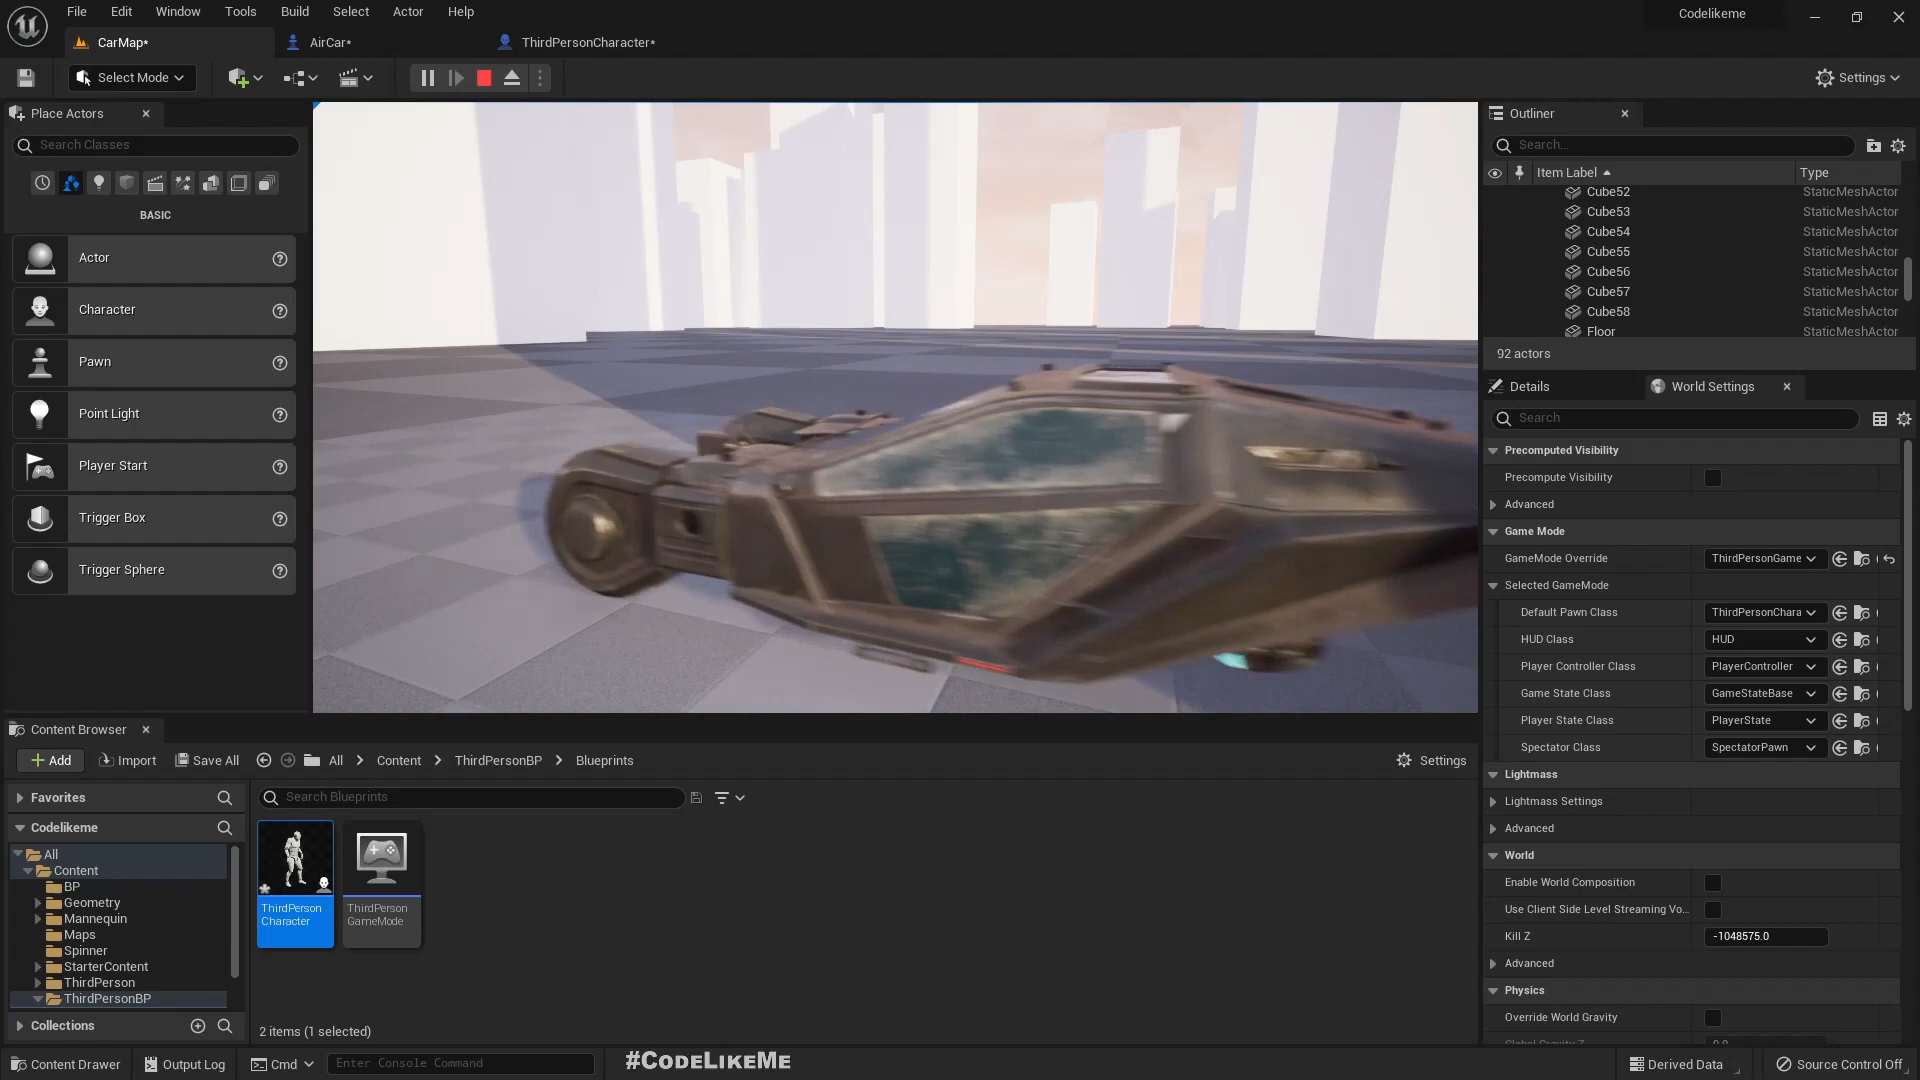 File Edit Window Tools Build Select Actor Help
Codelikeme
CarMap*
AirCar*
ThirdPersonCharacter*
Select Mode
Settings
Place Actors
Search Classes
BASIC
Actor
Character
Pawn
Point Light
Player Start
Trigger Box
Trigger Sphere
Outliner
Search...
Item Label Type
Cube52 StaticMeshActor
Cube53 StaticMeshActor
Cube54 StaticMeshActor
Cube55 StaticMeshActor
Cube56 StaticMeshActor
Cube57 StaticMeshActor
Cube58 StaticMeshActor
Floor StaticMeshActor
92 actors
Details World Settings
Search
Precomputed Visibility
Precompute Visibility
Advanced
Game Mode
GameMode Override ThirdPersonGame
Selected GameMode
Default Pawn Class ThirdPersonChara
HUD Class HUD
Player Controller Class PlayerController
Game State Class GameStateBase
Player State Class PlayerState
Spectator Class SpectatorPawn
Lightmass
Lightmass Settings
Advanced
World
Enable World Composition
Use Client Side Level Streaming Vo...
Kill Z -1048575.0
Advanced
Physics
Override World Gravity
Content Browser
Add Import Save All All Content ThirdPersonBP Blueprints Settings
Favorites
Search Blueprints
Codelikeme
All
Content
BP
Geometry
Mannequin
Maps
Spinner
StarterContent
ThirdPerson
ThirdPersonBP
Collections
ThirdPerson
Character
ThirdPerson
GameMode
2 items (1 selected)
Content Drawer Output Log Cmd Enter Console Command #CODELIKEME Derived Data Source Control Off